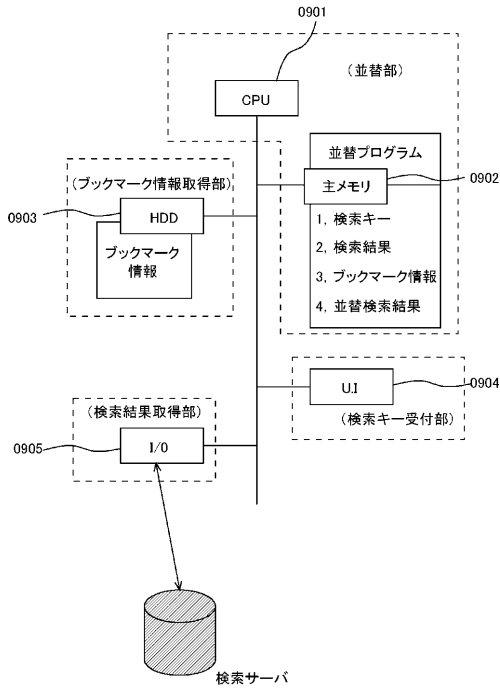 0901
(並替部)
CPU
並替プログラム
主メモリ
0902
1, 検索キー
2, 検索結果
3, ブックマーク情報
4, 並替検索結果
(ブックマーク情報取得部)
0903
HDD
ブックマーク
情報
U.I
0904
(検索キー受付部)
(検索結果取得部)
I/O
0905
検索サーバ